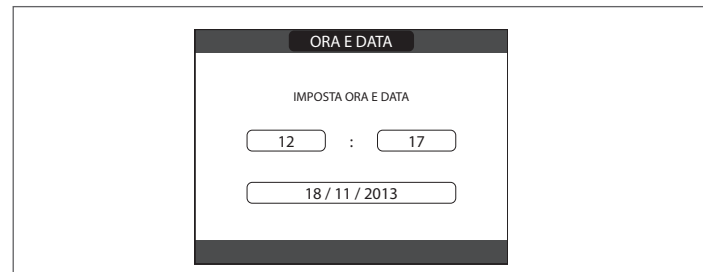 ORA E DATA
IMPOSTA ORA E DATA
12 : 17
18 / 11 / 2013